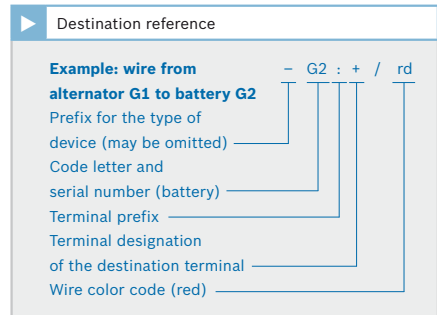 Destination reference
Example: wire from – G2 : + / rd
alternator G1 to battery G2
Prefix for the type of
device (may be omitted)
Code letter and
serial number (battery)
Terminal prefix
Terminal designation
of the destination terminal
Wire color code (red)